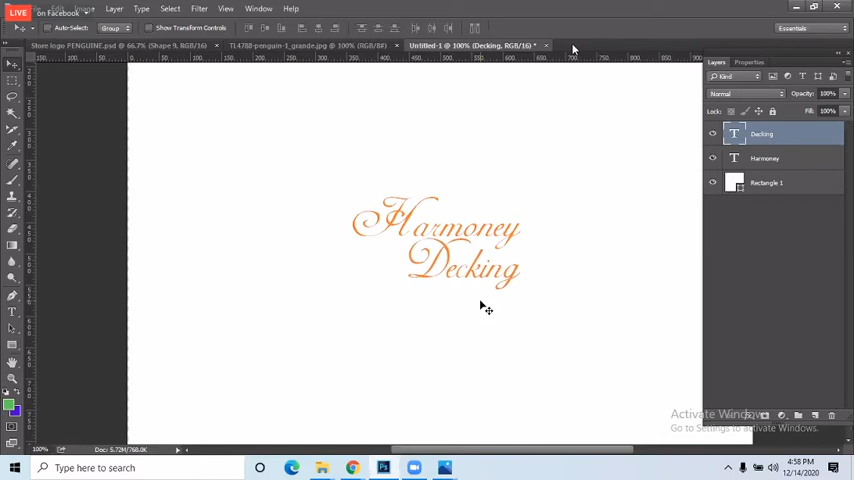 LIVE on Facebook
File Edit Image Layer Type Select Filter View Window Help
Auto-Select: Group Show Transform Controls Essentials
Store logo PENGUINE.psd @ 66.7% (Shape 9, RGB/16) × TL4788-penguin-1_grande.jpg @ 100% (RGB/8#) × Untitled-1 @ 100% (Decking, RGB/16) * ×
Layers Properties
Kind
Normal Opacity: 100%
Lock: Fill: 100%
Decking
Harmoney
Rectangle 1
Harmoney
Decking
Activate Windows
Go to Settings to activate Windows.
100% Doc: 5.72M/768.0K
Type here to search
4:58 PM
12/14/2020